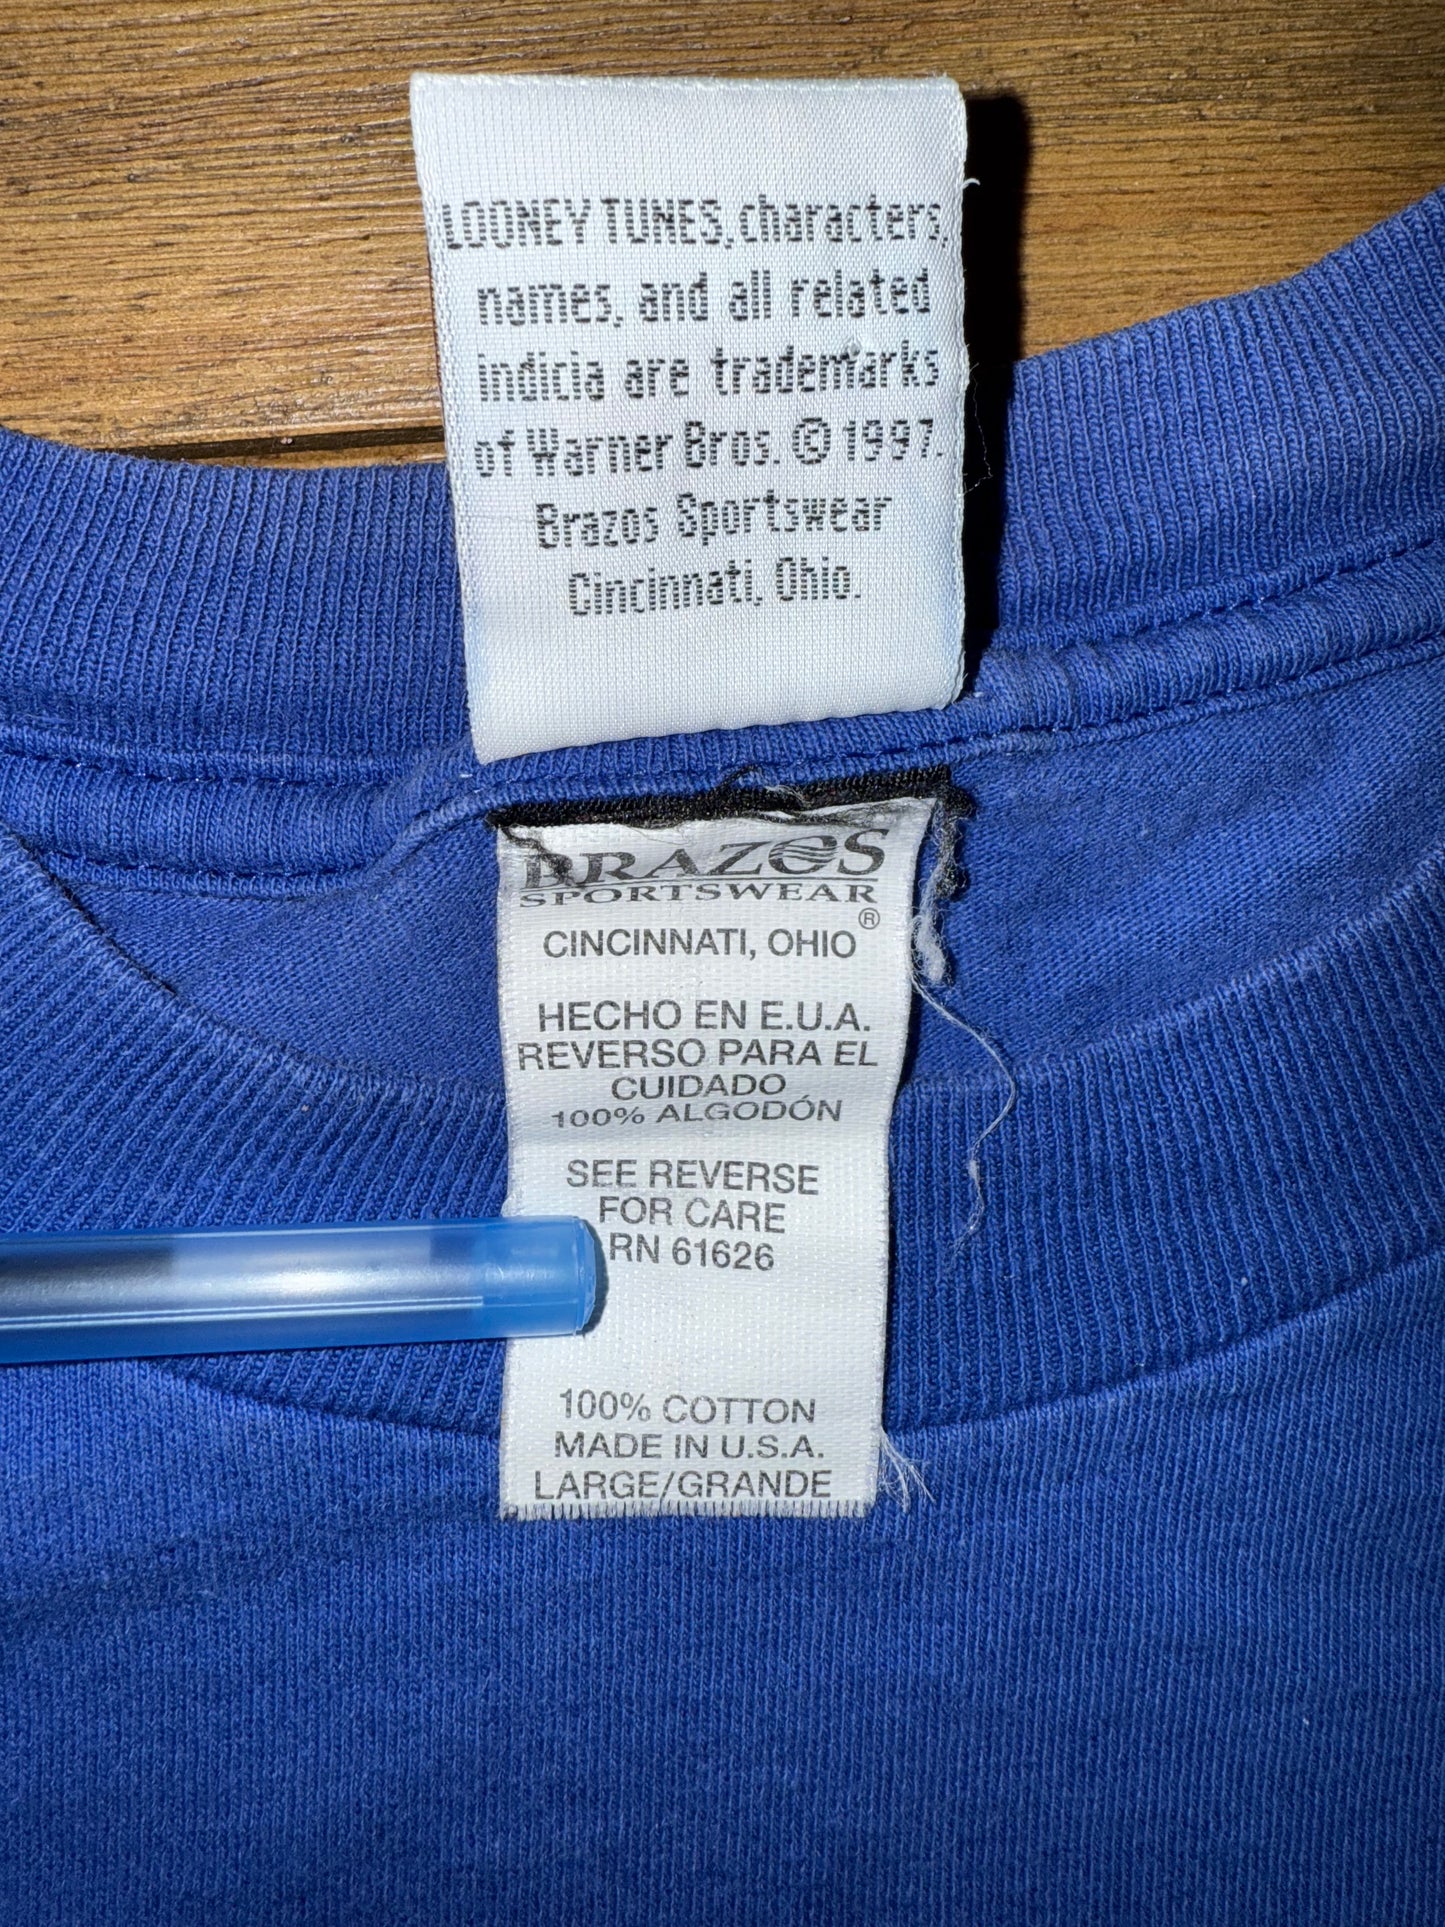 LOONEY TUNES, characters,
names, and all related
indicia are trademarks
of Warner Bros. © 1997.
Brazos Sportswear
Cincinnati, Ohio.
BRAZOS
SPORTSWEAR
®
CINCINNATI, OHIO
HECHO EN E.U.A.
REVERSO PARA EL
CUIDADO
100% ALGODÓN
SEE REVERSE
FOR CARE
RN 61626
100% COTTON
MADE IN U.S.A.
LARGE/GRANDE